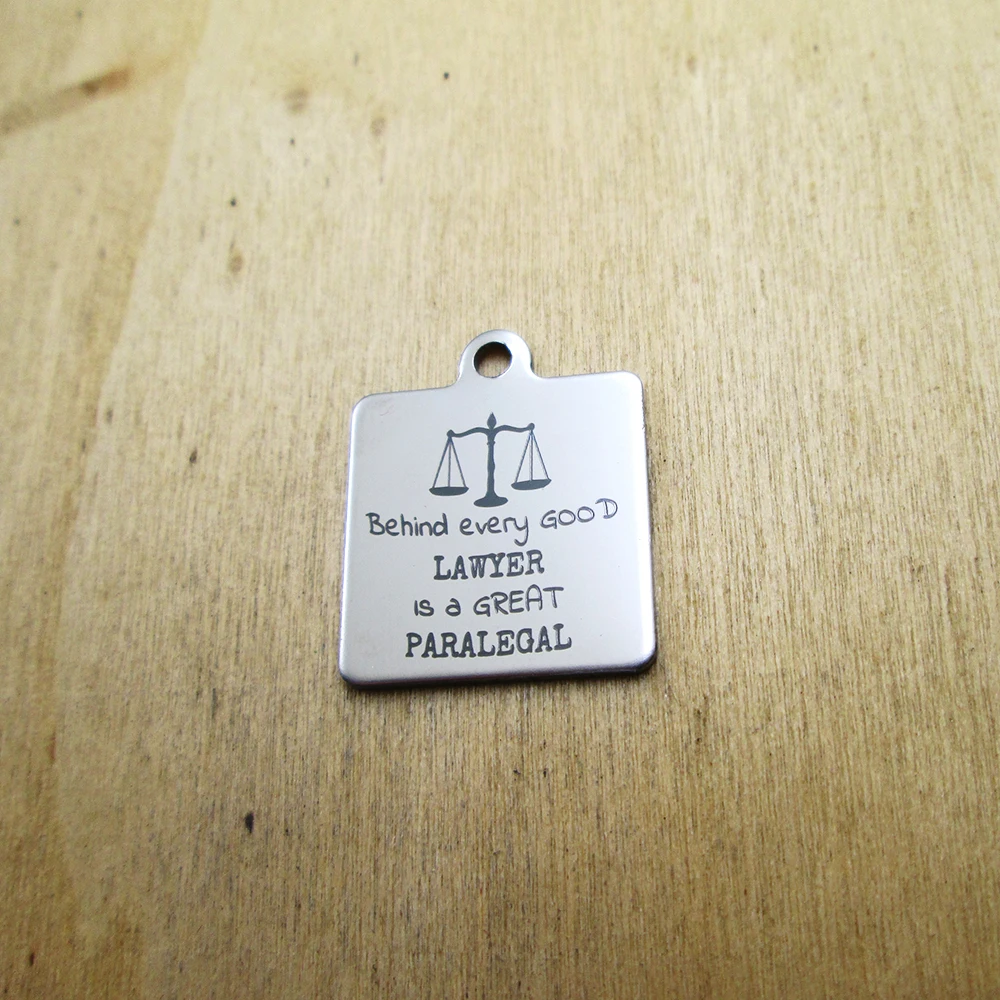 Behind every GOOD
LAWYER
is a GREAT
PARALEGAL